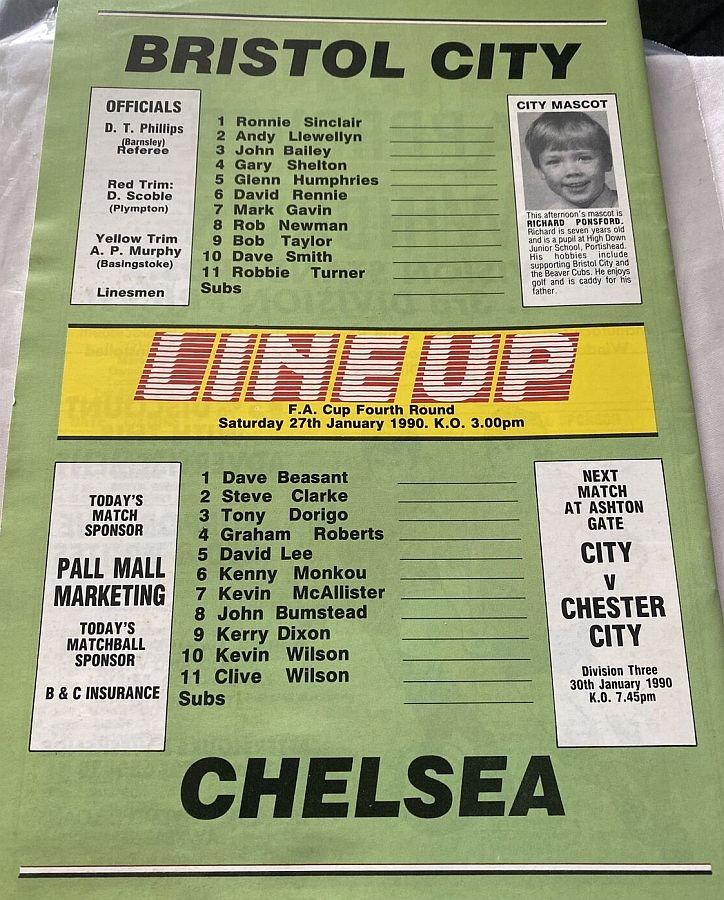 BRISTOL CITY
OFFICIALS
D. T. Phillips
(Barnsley)
Referee
Red Trim:
D. Scoble
(Plympton)
Yellow Trim
A. P. Murphy
(Basingstoke)
Linesmen
1 Ronnie Sinclair
2 Andy Llewellyn
3 John Bailey
4 Gary Shelton
5 Glenn Humphries
6 David Rennie
7 Mark Gavin
8 Rob Newman
9 Bob Taylor
10 Dave Smith
11 Robbie Turner
Subs
CITY MASCOT
This afternoon's mascot is
RICHARD PONSFORD.
Richard is seven years old
and is a pupil at High Down
Junior School, Portishead.
His hobbies include
supporting Bristol City and
the Beaver Cubs. He enjoys
golf and is caddy for his
father.
LINE UP
F.A. Cup Fourth Round
Saturday 27th January 1990. K.O. 3.00pm
TODAY'S
MATCH
SPONSOR
PALL MALL
MARKETING
TODAY'S
MATCHBALL
SPONSOR
B & C INSURANCE
1 Dave Beasant
2 Steve Clarke
3 Tony Dorigo
4 Graham Roberts
5 David Lee
6 Kenny Monkou
7 Kevin McAllister
8 John Bumstead
9 Kerry Dixon
10 Kevin Wilson
11 Clive Wilson
Subs
NEXT
MATCH
AT ASHTON
GATE
CITY
v
CHESTER
CITY
Division Three
30th January 1990
K.O. 7.45pm
CHELSEA